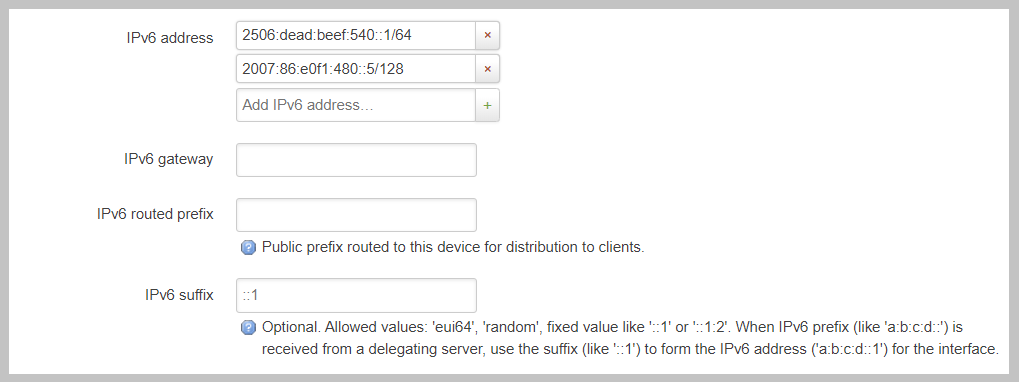 IPv6 address
2506:dead:beef:540::1/64
×
2007:86:e0f1:480::5/128
×
Add IPv6 address...
+
IPv6 gateway
IPv6 routed prefix
? Public prefix routed to this device for distribution to clients.
IPv6 suffix
::1
? Optional. Allowed values: 'eui64', 'random', fixed value like '::1' or '::1:2'. When IPv6 prefix (like 'a:b:c:d::') is
received from a delegating server, use the suffix (like '::1') to form the IPv6 address ('a:b:c:d::1') for the interface.